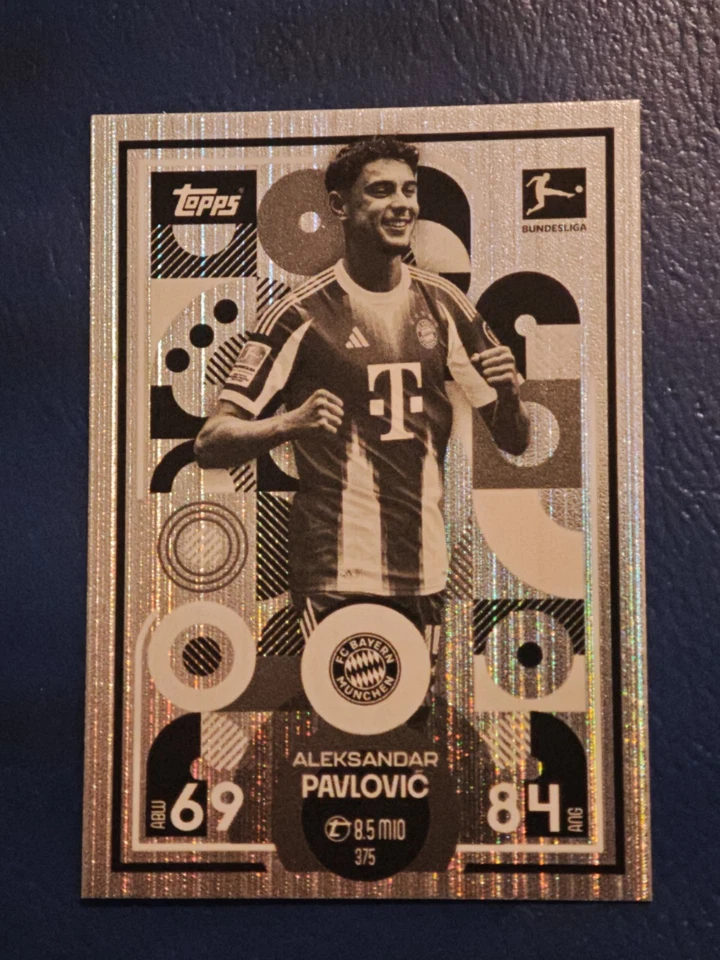 Topps
BUNDESLIGA
T
FC BAYERN
MÜNCHEN
ALEKSANDAR
PAVLOVIĆ
ABW 69
84 ANG
8.5 MIO
375